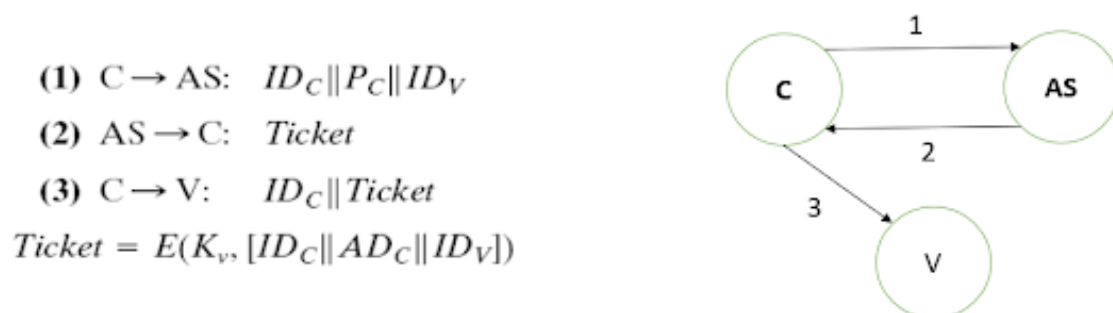 (1) C → AS: ID_C || P_C || ID_V
(2) AS → C: Ticket
(3) C → V: ID_C || Ticket
Ticket = E(K_v, [ID_C || AD_C || ID_V])
1
C
AS
2
3
V